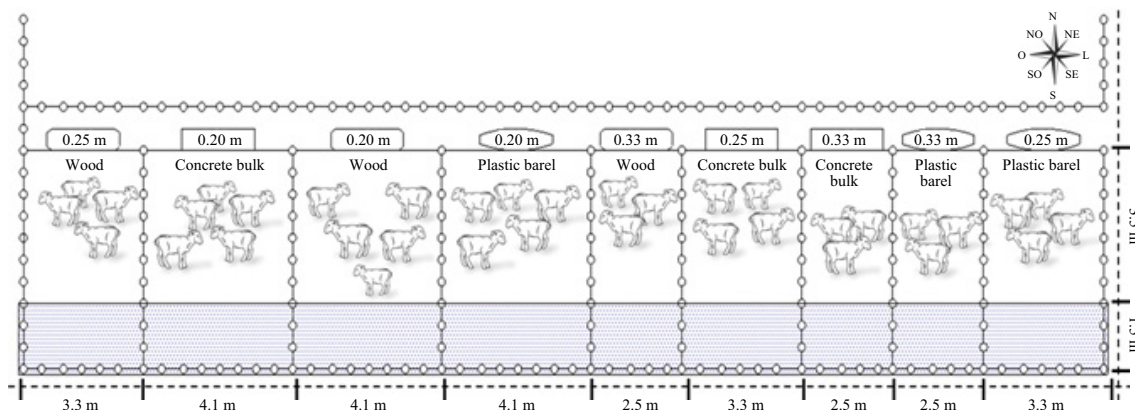 N
NO NE
O L
SO SE
S
0.25 m 0.20 m 0.20 m 0.20 m 0.33 m 0.25 m 0.33 m 0.33 m 0.25 m
Wood Concrete bulk Wood Plastic barel Wood Concrete bulk Concrete Plastic Plastic barel
bulk barel
3.3 m 4.1 m 4.1 m 4.1 m 2.5 m 3.3 m 2.5 m 2.5 m 3.3 m